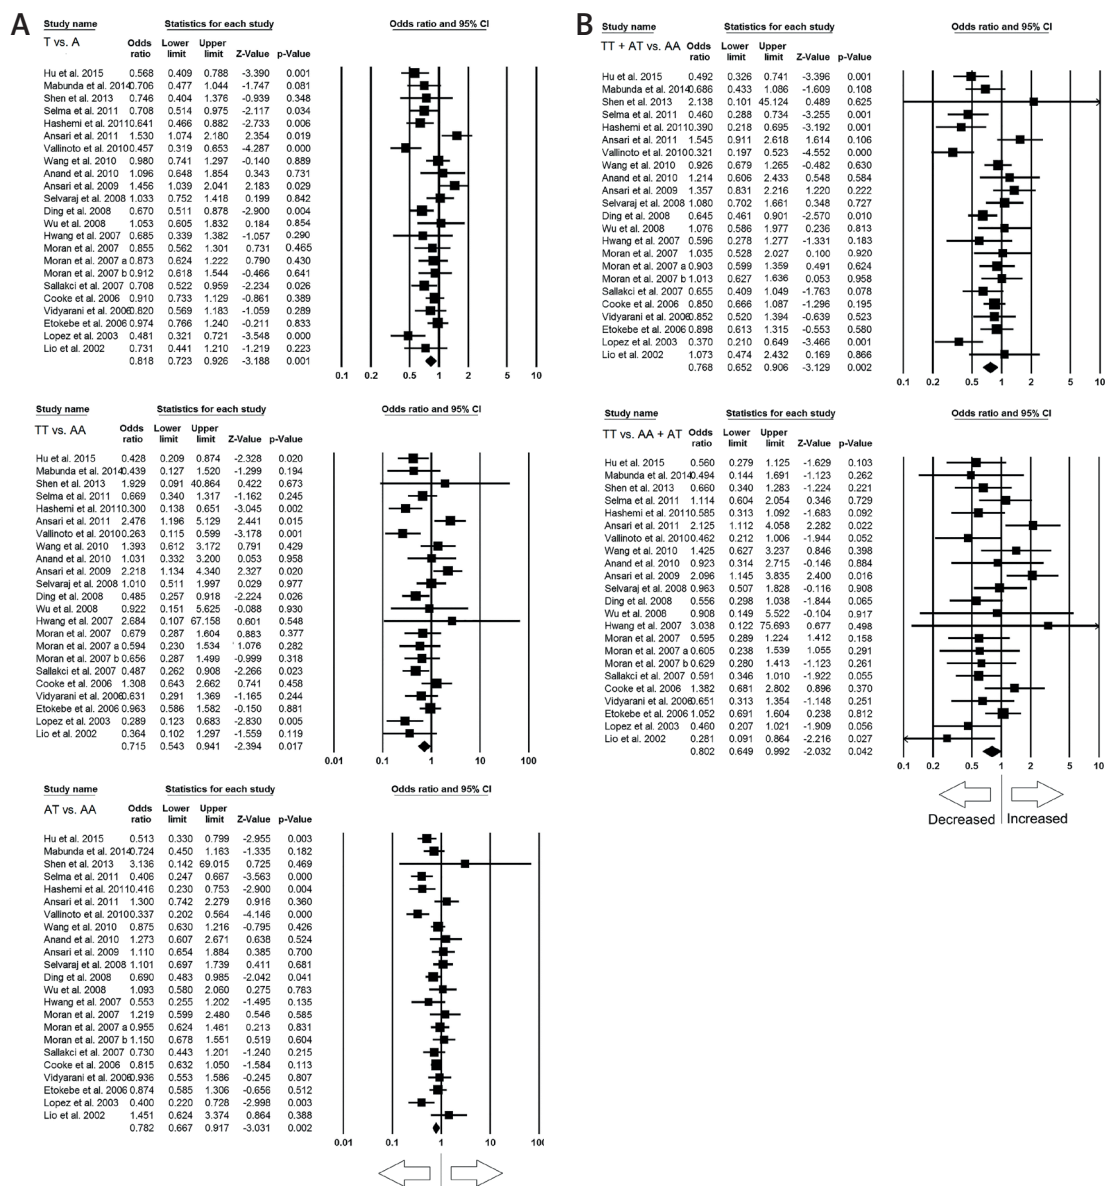 A
Study name Statistics for each study Odds ratio and 95% CI
T vs. A Odds ratio Lower limit Upper limit Z-Value p-Value
Hu et al. 2015 0.568 0.409 0.788 -3.390 0.001
Mabunda et al. 2014 0.706 0.477 1.044 -1.747 0.081
Shen et al. 2013 0.746 0.404 1.376 -0.939 0.348
Selma et al. 2011 0.708 0.514 0.975 -2.117 0.034
Hashemi et al. 2011 0.641 0.466 0.882 -2.733 0.006
Ansari et al. 2011 1.530 1.074 2.180 2.354 0.019
Vallinoto et al. 2010 0.457 0.319 0.653 -4.287 0.000
Wang et al. 2010 0.980 0.741 1.297 -0.140 0.889
Anand et al. 2010 1.096 0.648 1.854 0.343 0.731
Ansari et al. 2009 1.456 1.039 2.041 2.183 0.029
Selvaraj et al. 2008 1.033 0.752 1.418 0.199 0.842
Ding et al. 2008 0.670 0.511 0.878 -2.900 0.004
Wu et al. 2008 1.053 0.605 1.832 0.184 0.854
Hwang et al. 2007 0.685 0.339 1.382 -1.057 0.290
Moran et al. 2007 0.855 0.562 1.301 0.731 0.465
Moran et al. 2007 a 0.873 0.624 1.222 0.790 0.430
Moran et al. 2007 b 0.912 0.618 1.544 -0.466 0.641
Sallakci et al. 2007 0.708 0.522 0.959 -2.234 0.026
Cooke et al. 2006 0.910 0.733 1.129 -0.861 0.389
Vidyarani et al. 2006 0.820 0.569 1.183 -1.059 0.289
Etokebe et al. 2006 0.974 0.766 1.240 -0.211 0.833
Lopez et al. 2003 0.481 0.321 0.721 -3.548 0.000
Lio et al. 2002 0.731 0.441 1.210 -1.219 0.223
0.818 0.723 0.926 -3.188 0.001
0.1 0.2 0.5 1 2 5 10
Study name Statistics for each study Odds ratio and 95% CI
TT vs. AA Odds ratio Lower limit Upper limit Z-Value p-Value
Hu et al. 2015 0.428 0.209 0.874 -2.328 0.020
Mabunda et al. 2014 0.439 0.127 1.520 -1.299 0.194
Shen et al. 2013 1.929 0.091 40.864 0.422 0.673
Selma et al. 2011 0.669 0.340 1.317 -1.162 0.245
Hashemi et al. 2011 0.300 0.138 0.651 -3.045 0.002
Ansari et al. 2011 2.476 1.196 5.129 2.441 0.015
Vallinoto et al. 2010 0.263 0.115 0.599 -3.178 0.001
Wang et al. 2010 1.393 0.612 3.172 0.791 0.429
Anand et al. 2010 1.031 0.332 3.200 0.053 0.958
Ansari et al. 2009 2.218 1.134 4.340 2.327 0.020
Selvaraj et al. 2008 1.010 0.511 1.997 0.029 0.977
Ding et al. 2008 0.485 0.257 0.918 -2.224 0.026
Wu et al. 2008 0.922 0.151 5.625 -0.088 0.930
Hwang et al. 2007 2.684 0.107 67.158 0.601 0.548
Moran et al. 2007 0.679 0.287 1.604 0.883 0.377
Moran et al. 2007 a 0.594 0.230 1.534 1.076 0.282
Moran et al. 2007 b 0.656 0.287 1.499 -0.999 0.318
Sallakci et al. 2007 0.487 0.262 0.908 -2.266 0.023
Cooke et al. 2006 1.308 0.643 2.662 0.741 0.458
Vidyarani et al. 2006 0.631 0.291 1.369 -1.165 0.244
Etokebe et al. 2006 0.963 0.586 1.582 -0.150 0.881
Lopez et al. 2003 0.289 0.123 0.683 -2.830 0.005
Lio et al. 2002 0.364 0.102 1.297 -1.559 0.119
0.715 0.543 0.941 -2.394 0.017
0.01 0.1 1 10 100
Study name Statistics for each study Odds ratio and 95% CI
AT vs. AA Odds ratio Lower limit Upper limit Z-Value p-Value
Hu et al. 2015 0.513 0.330 0.799 -2.955 0.003
Mabunda et al. 2014 0.724 0.450 1.163 -1.335 0.182
Shen et al. 2013 3.136 0.142 69.015 0.725 0.469
Selma et al. 2011 0.406 0.247 0.667 -3.563 0.000
Hashemi et al. 2011 0.416 0.230 0.753 -2.900 0.004
Ansari et al. 2011 1.300 0.742 2.279 0.916 0.360
Vallinoto et al. 2010 0.337 0.202 0.564 -4.146 0.000
Wang et al. 2010 0.875 0.630 1.216 -0.795 0.426
Anand et al. 2010 1.273 0.607 2.671 0.638 0.524
Ansari et al. 2009 1.110 0.654 1.884 0.385 0.700
Selvaraj et al. 2008 1.101 0.697 1.739 0.411 0.681
Ding et al. 2008 0.690 0.483 0.985 -2.042 0.041
Wu et al. 2008 1.093 0.580 2.060 0.275 0.783
Hwang et al. 2007 0.553 0.255 1.202 -1.495 0.135
Moran et al. 2007 1.219 0.599 2.480 0.546 0.585
Moran et al. 2007 a 0.955 0.624 1.461 0.213 0.831
Moran et al. 2007 b 1.150 0.678 1.551 0.519 0.604
Sallakci et al. 2007 0.730 0.443 1.201 -1.240 0.215
Cooke et al. 2006 0.815 0.632 1.050 -1.584 0.113
Vidyarani et al. 2006 0.936 0.553 1.586 -0.245 0.807
Etokebe et al. 2006 0.874 0.585 1.306 -0.656 0.512
Lopez et al. 2003 0.400 0.220 0.728 -2.998 0.003
Lio et al. 2002 1.451 0.624 3.374 0.864 0.388
0.782 0.667 0.917 -3.031 0.002
0.01 0.1 1 10 100
B
Study name Statistics for each study Odds ratio and 95% CI
TT + AT vs. AA Odds ratio Lower limit Upper limit Z-Value p-Value
Hu et al. 2015 0.492 0.326 0.741 -3.396 0.001
Mabunda et al. 2014 0.686 0.433 1.086 -1.609 0.108
Shen et al. 2013 2.138 0.101 45.124 0.489 0.625
Selma et al. 2011 0.460 0.288 0.734 -3.255 0.001
Hashemi et al. 2011 0.390 0.218 0.695 -3.192 0.001
Ansari et al. 2011 1.545 0.911 2.618 1.614 0.106
Vallinoto et al. 2010 0.321 0.197 0.523 -4.552 0.000
Wang et al. 2010 0.926 0.679 1.265 -0.482 0.630
Anand et al. 2010 1.214 0.606 2.433 0.548 0.584
Ansari et al. 2009 1.357 0.831 2.216 1.220 0.222
Selvaraj et al. 2008 1.080 0.702 1.661 0.348 0.727
Ding et al. 2008 0.645 0.461 0.901 -2.570 0.010
Wu et al. 2008 1.076 0.586 1.977 0.236 0.813
Hwang et al. 2007 0.596 0.278 1.277 -1.331 0.183
Moran et al. 2007 1.035 0.528 2.027 0.100 0.920
Moran et al. 2007 a 0.903 0.599 1.359 0.491 0.624
Moran et al. 2007 b 1.013 0.627 1.636 0.053 0.958
Sallakci et al. 2007 0.655 0.409 1.049 -1.763 0.078
Cooke et al. 2006 0.850 0.666 1.087 -1.296 0.195
Vidyarani et al. 2006 0.852 0.520 1.394 -0.639 0.523
Etokebe et al. 2006 0.898 0.613 1.315 -0.553 0.580
Lopez et al. 2003 0.370 0.210 0.649 -3.466 0.001
Lio et al. 2002 1.073 0.474 2.432 0.169 0.866
0.768 0.652 0.906 -3.129 0.002
0.1 0.2 0.5 1 2 5 10
Study name Statistics for each study Odds ratio and 95% CI
TT vs. AA + AT Odds ratio Lower limit Upper limit Z-Value p-Value
Hu et al. 2015 0.560 0.279 1.125 -1.629 0.103
Mabunda et al. 2014 0.494 0.144 1.691 -1.123 0.262
Shen et al. 2013 0.660 0.340 1.283 -1.224 0.221
Selma et al. 2011 1.114 0.604 2.054 0.346 0.729
Hashemi et al. 2011 0.585 0.313 1.092 -1.683 0.092
Ansari et al. 2011 2.125 1.112 4.058 2.282 0.022
Vallinoto et al. 2010 0.462 0.212 1.006 -1.944 0.052
Wang et al. 2010 1.425 0.627 3.237 0.846 0.398
Anand et al. 2010 0.923 0.314 2.715 -0.146 0.884
Ansari et al. 2009 2.096 1.145 3.835 2.400 0.016
Selvaraj et al. 2008 0.963 0.507 1.828 -0.116 0.908
Ding et al. 2008 0.556 0.298 1.038 -1.844 0.065
Wu et al. 2008 0.908 0.149 5.522 -0.104 0.917
Hwang et al. 2007 3.038 0.122 75.693 0.677 0.498
Moran et al. 2007 0.595 0.289 1.224 1.412 0.158
Moran et al. 2007 a 0.605 0.238 1.539 1.055 0.291
Moran et al. 2007 b 0.629 0.280 1.413 -1.123 0.261
Sallakci et al. 2007 0.591 0.346 1.010 -1.922 0.055
Cooke et al. 2006 1.382 0.681 2.802 0.896 0.370
Vidyarani et al. 2006 0.651 0.313 1.354 -1.148 0.251
Etokebe et al. 2006 1.052 0.691 1.604 0.238 0.812
Lopez et al. 2003 0.460 0.207 1.021 -1.909 0.056
Lio et al. 2002 0.281 0.091 0.864 -2.216 0.027
0.802 0.649 0.992 -2.032 0.042
0.1 0.2 0.5 1 2 5 10
Decreased Increased